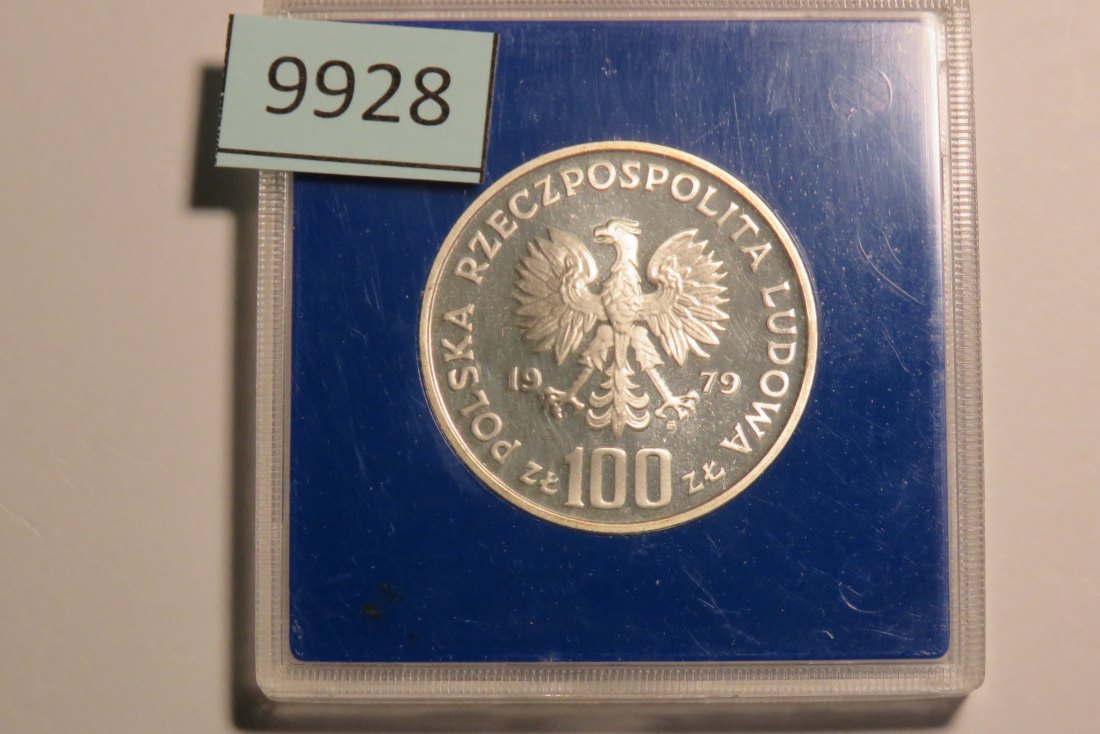 9928
POLSKA RZECZPOSPOLITA LUDOWA
19 79
zł 100 zł